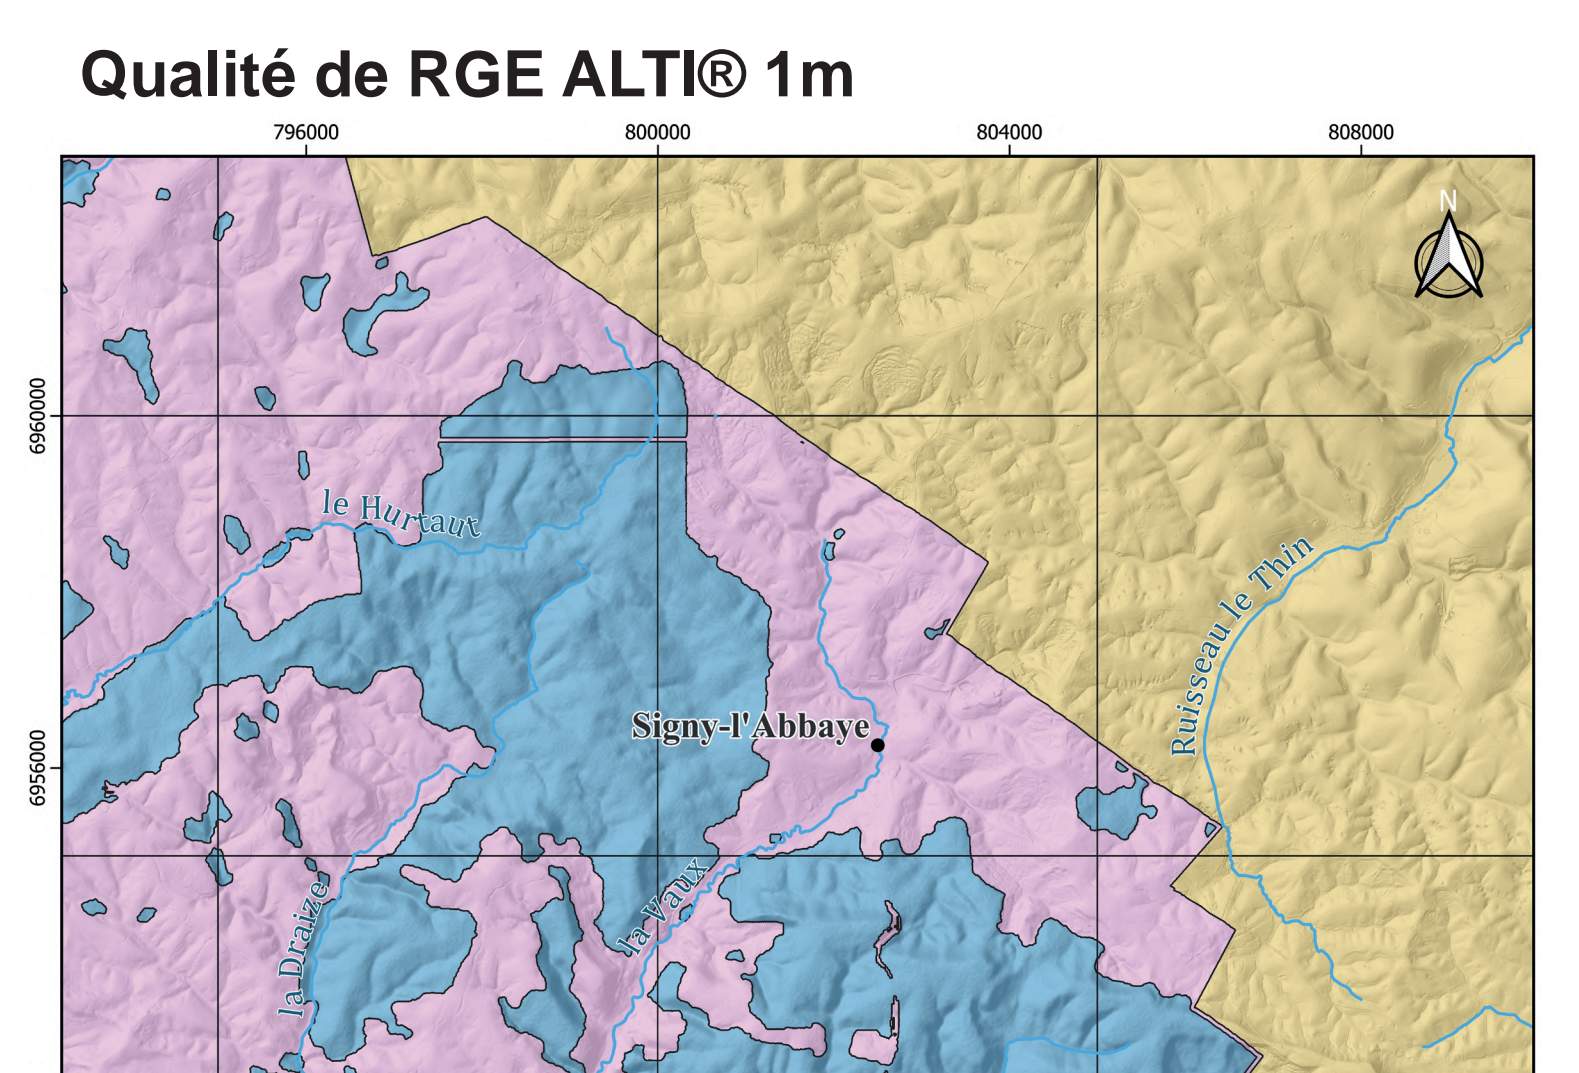 Qualité de RGE ALTI® 1m
796000 800000 804000 808000
N
6960000
le Hurtaut
Ruisseau le Thin
Signy-l'Abbaye
6956000
la Vaux
la Draize